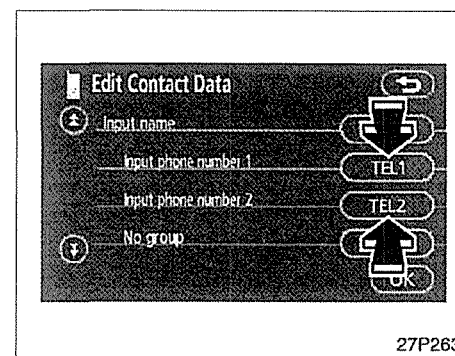 Edit Contact Data
Input name
Input phone number 1 TEL1
Input phone number 2 TEL2
No group
OK
27P263